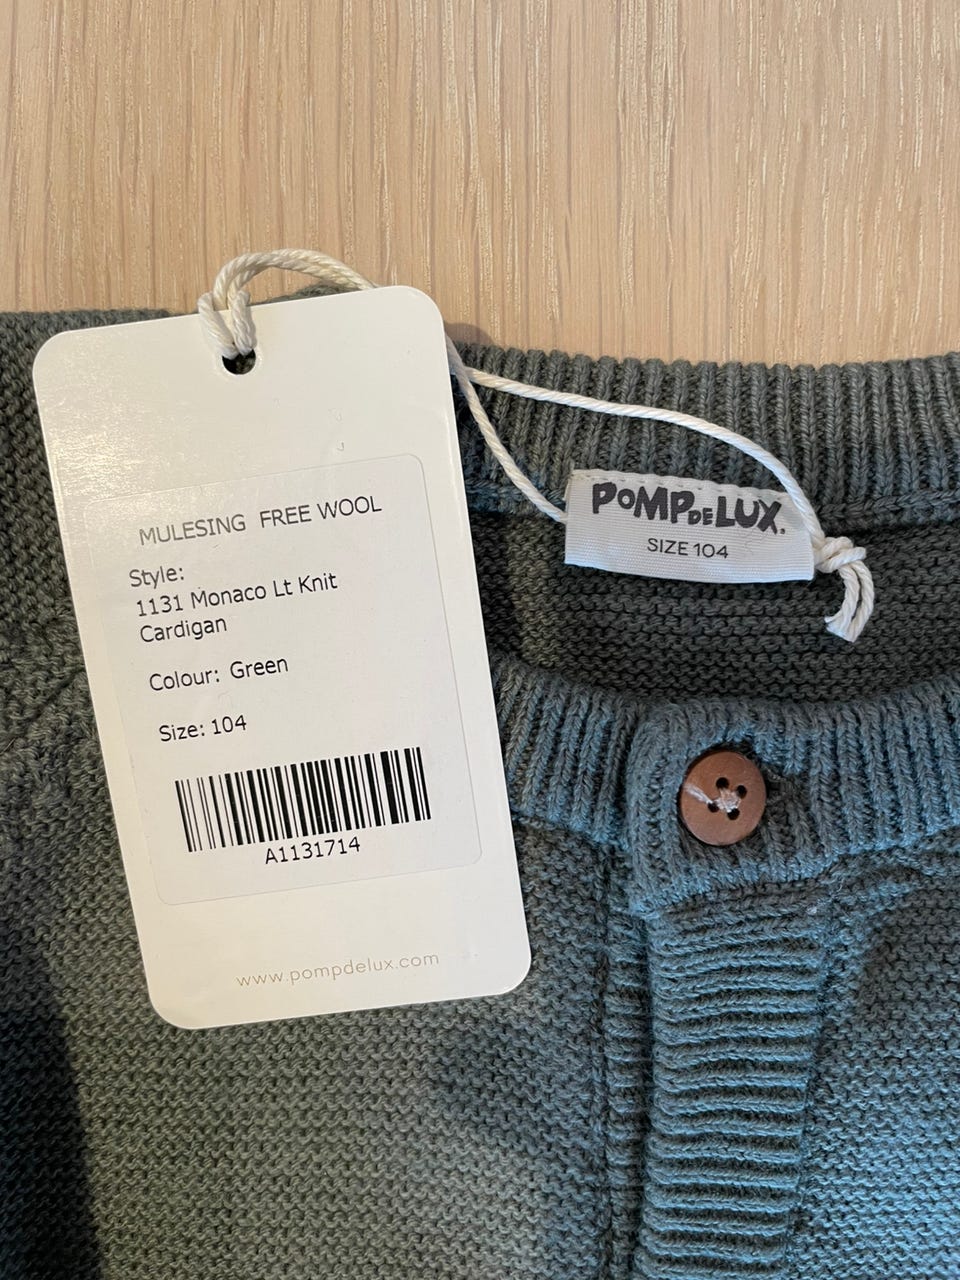 MULESING FREE WOOL
Style:
1131 Monaco Lt Knit
Cardigan
Colour: Green
Size: 104
A1131714
www.pompdelux.com
POMPDELUX.
SIZE 104